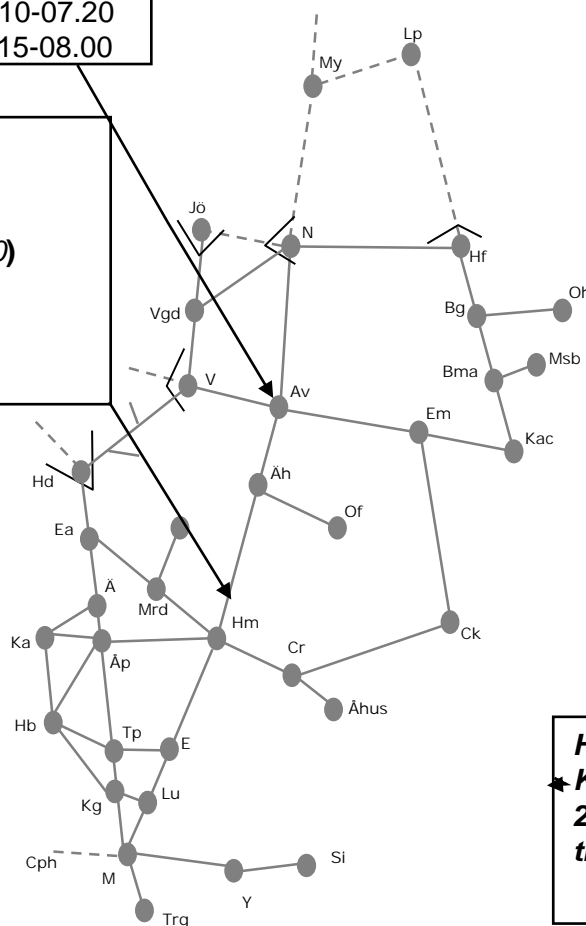 10-07.20
15-08.00
)
Lp
My
Jö
N
Hf
Vgd
Bg
Oh
V
Bma
Msb
Av
Em
Kac
Hd
Äh
Of
Ea
Ä
Mrd
Hm
Ka
Åp
Cr
Ck
Åhus
Hb
Tp
E
H
K
2
Kg
Lu
Cph
M
Si
Y
Trg